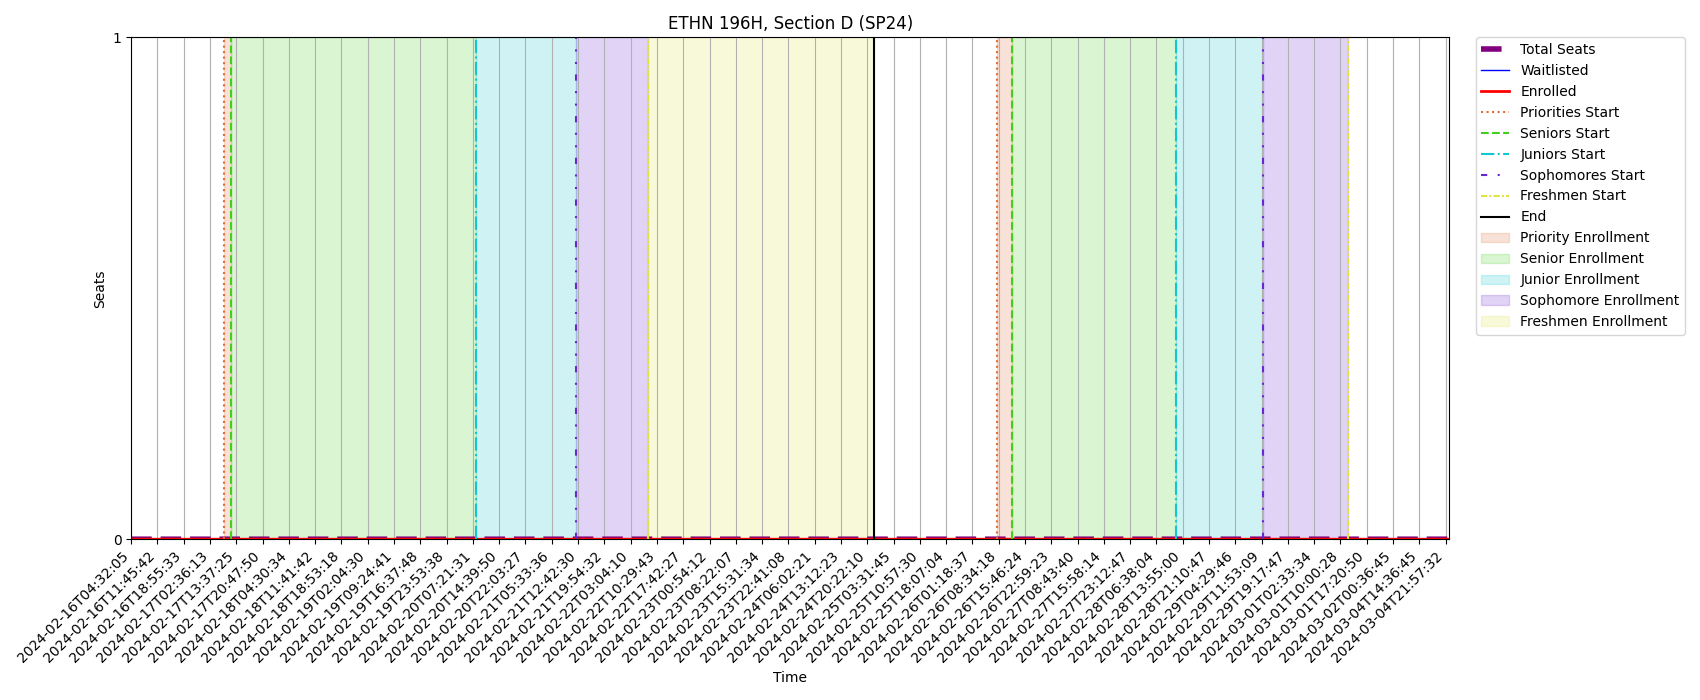 ETHN 196H, Section D (SP24)
1
0
Seats
2024-02-16T04:32:05
2024-02-16T11:45:42
2024-02-16T18:55:33
2024-02-17T02:36:13
2024-02-17T13:37:25
2024-02-17T20:47:50
2024-02-18T04:30:34
2024-02-18T11:41:42
2024-02-18T18:53:18
2024-02-19T02:04:30
2024-02-19T09:24:41
2024-02-19T16:37:48
2024-02-19T23:53:38
2024-02-20T07:21:31
2024-02-20T14:39:50
2024-02-20T22:03:27
2024-02-21T05:33:36
2024-02-21T12:42:30
2024-02-21T19:54:32
2024-02-22T03:04:10
2024-02-22T10:29:43
2024-02-22T17:42:27
2024-02-23T00:54:12
2024-02-23T08:22:07
2024-02-23T15:31:34
2024-02-23T22:41:08
2024-02-24T06:02:21
2024-02-24T13:12:23
2024-02-24T20:22:10
2024-02-25T03:31:45
2024-02-25T10:57:30
2024-02-25T18:07:04
2024-02-26T01:18:37
2024-02-26T08:34:18
2024-02-26T15:46:24
2024-02-26T22:59:23
2024-02-27T08:43:40
2024-02-27T15:58:14
2024-02-27T23:12:47
2024-02-28T06:38:04
2024-02-28T13:55:00
2024-02-28T21:10:47
2024-02-29T04:29:46
2024-02-29T11:53:09
2024-02-29T19:17:47
2024-03-01T02:33:34
2024-03-01T10:00:28
2024-03-01T17:20:50
2024-03-02T00:36:45
2024-03-04T14:36:45
2024-03-04T21:57:32
Time
Total Seats
Waitlisted
Enrolled
Priorities Start
Seniors Start
Juniors Start
Sophomores Start
Freshmen Start
End
Priority Enrollment
Senior Enrollment
Junior Enrollment
Sophomore Enrollment
Freshmen Enrollment